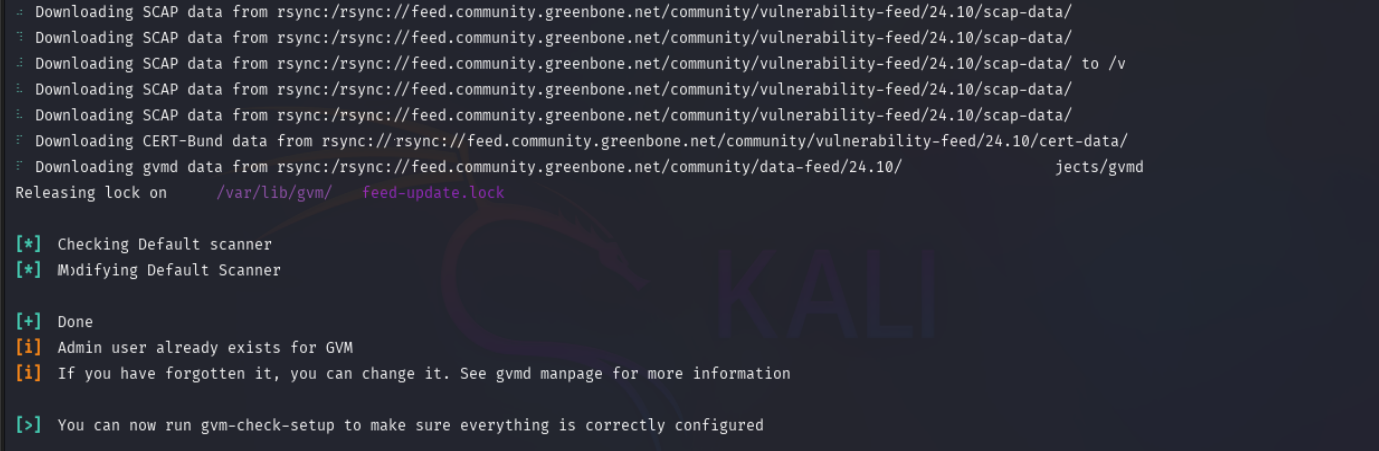 Downloading SCAP data from rsync:/rsync://feed.community.greenbone.net/community/vulnerability-feed/24.10/scap-data/
Downloading SCAP data from rsync:/rsync://feed.community.greenbone.net/community/vulnerability-feed/24.10/scap-data/
Downloading SCAP data from rsync:/rsync://feed.community.greenbone.net/community/vulnerability-feed/24.10/scap-data/ to /v
Downloading SCAP data from rsync:/rsync://feed.community.greenbone.net/community/vulnerability-feed/24.10/scap-data/
Downloading SCAP data from rsync:/rsync://feed.community.greenbone.net/community/vulnerability-feed/24.10/scap-data/
Downloading CERT-Bund data from rsync://rsync://feed.community.greenbone.net/community/vulnerability-feed/24.10/cert-data/
Downloading gvmd data from rsync:/rsync://feed.community.greenbone.net/community/data-feed/24.10/ jects/gvmd
Releasing lock on /var/lib/gvm/ feed-update.lock
[*] Checking Default scanner
[*] Modifying Default Scanner
KALI
[+] Done
[i] Admin user already exists for GVM
[i] If you have forgotten it, you can change it. See gvmd manpage for more information
[>] You can now run gvm-check-setup to make sure everything is correctly configured